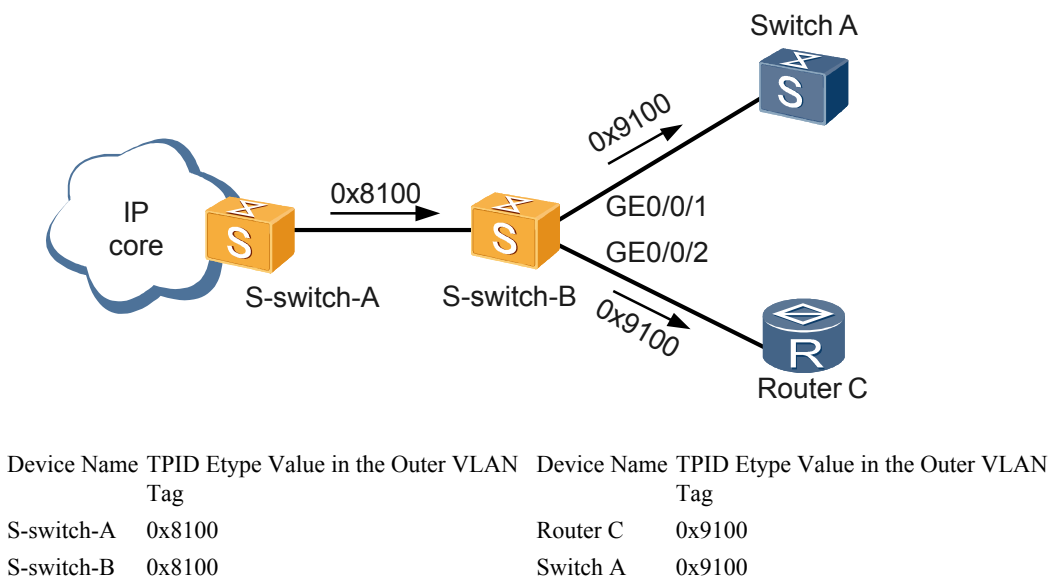 Switch A
S
0x9100
IP
core
S
0x8100
S
GE0/0/1
GE0/0/2
S-switch-A
S-switch-B
0x9100
R
Router C
Device Name TPID Etype Value in the Outer VLAN Tag Device Name TPID Etype Value in the Outer VLAN Tag
S-switch-A 0x8100 Router C 0x9100
S-switch-B 0x8100 Switch A 0x9100